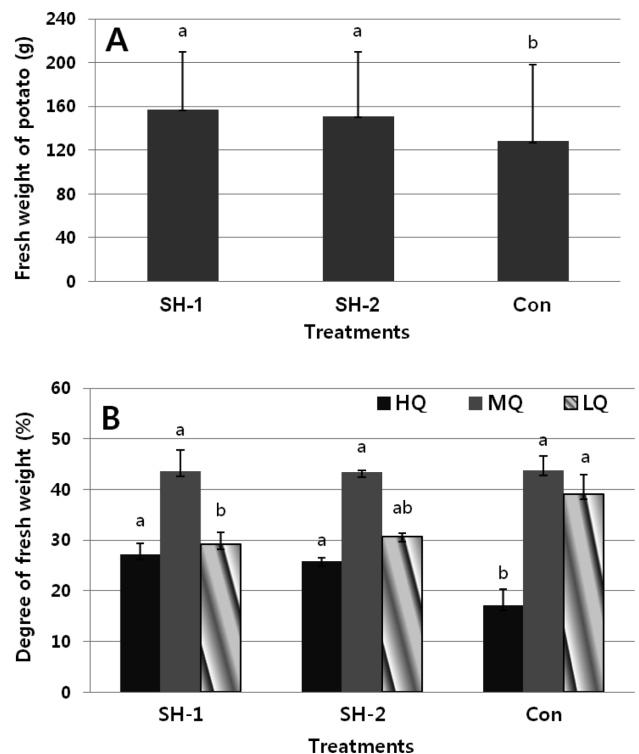 A
Fresh weight of potato (g)
240
200
160
120
80
40
0
a a b
SH-1 SH-2 Con
Treatments
B
HQ MQ LQ
Degree of fresh weight (%)
60
50
40
30
20
10
0
a a b
a a ab
b a a
SH-1 SH-2 Con
Treatments